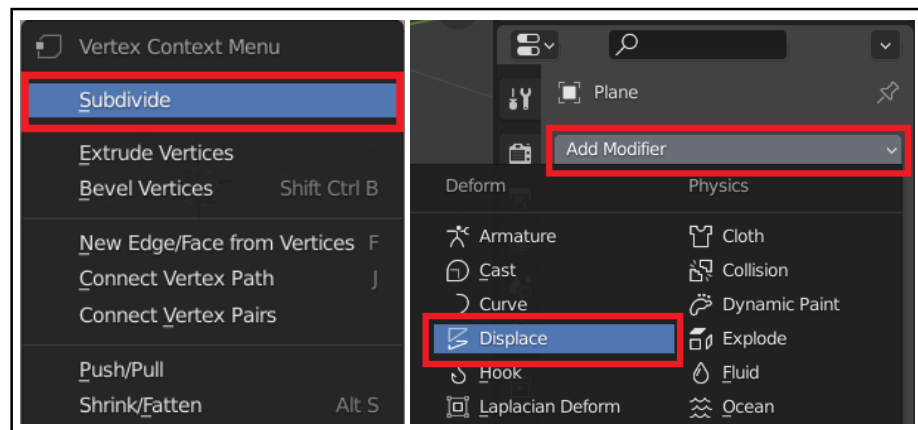 Vertex Context Menu
Subdivide
Extrude Vertices
Bevel Vertices Shift Ctrl B
New Edge/Face from Vertices F
Connect Vertex Path J
Connect Vertex Pairs
Push/Pull
Shrink/Fatten Alt S
Plane
Add Modifier
Deform Physics
Armature Cloth
Cast Collision
Curve Dynamic Paint
Displace Explode
Hook Fluid
Laplacian Deform Ocean